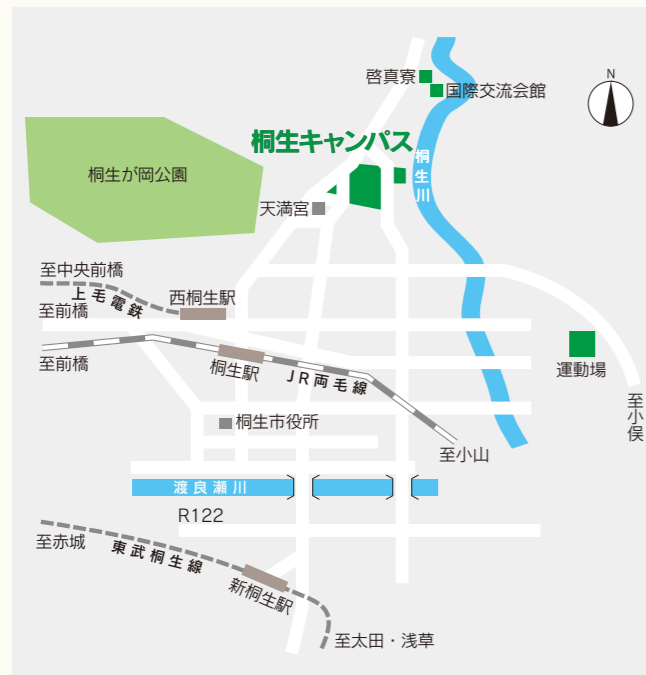 啓真寮
国際交流会館
N
桐生キャンパス
桐生川
桐生が岡公園
天満宮
至中央前橋
上毛電鉄
西桐生駅
至前橋
至前橋
桐生駅
JR両毛線
運動場
至小俣
桐生市役所
至小山
渡良瀬川
R122
至赤城
東武桐生線
新桐生駅
至太田・浅草